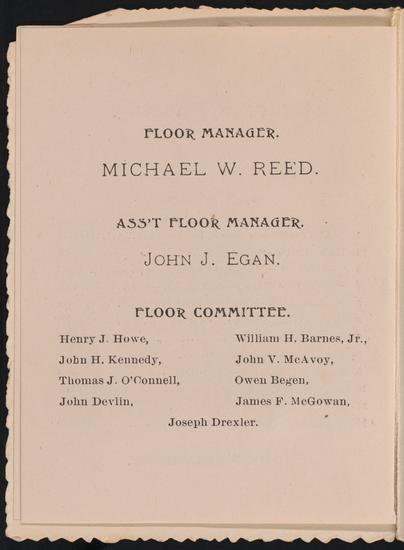 FLOOR MANAGER.
MICHAEL W. REED.
ASS'T FLOOR MANAGER.
JOHN J. EGAN.
FLOOR COMMITTEE.
Henry J. Howe, William H. Barnes, Jr.,
John H. Kennedy, John V. McAvoy,
Thomas J. O'Connell, Owen Begen,
John Devlin, James F. McGowan,
Joseph Drexler.